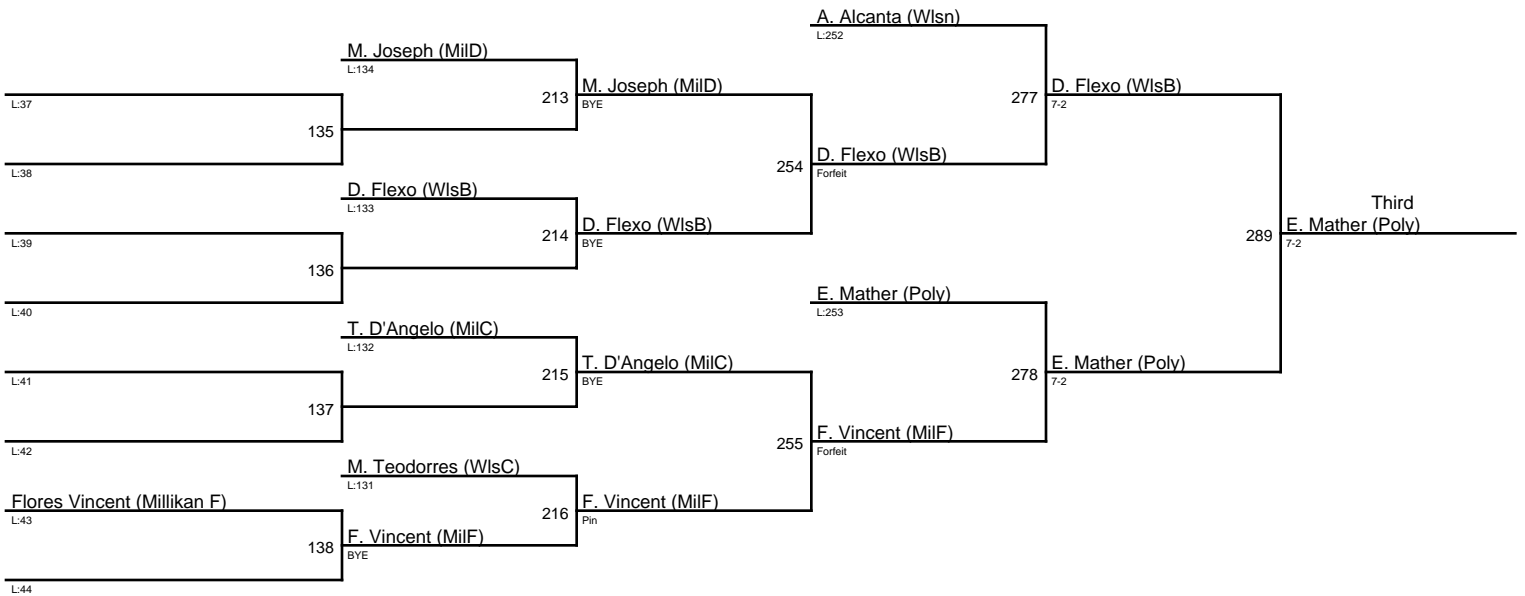 A. Alcanta (Wlsn)
L:252
M. Joseph (MilD)
L:134
213
M. Joseph (MilD)
BYE
277
D. Flexo (WlsB)
7-2
L:37
135
254
D. Flexo (WlsB)
Forfeit
L:38
D. Flexo (WlsB)
L:133
Third
214
D. Flexo (WlsB)
BYE
289
E. Mather (Poly)
7-2
L:39
136
E. Mather (Poly)
L:253
L:40
T. D'Angelo (MilC)
L:132
215
T. D'Angelo (MilC)
BYE
278
E. Mather (Poly)
7-2
L:41
137
255
F. Vincent (MilF)
Forfeit
L:42
M. Teodorres (WlsC)
L:131
Flores Vincent (Millikan F)
L:43
216
F. Vincent (MilF)
Pin
138
F. Vincent (MilF)
BYE
L:44